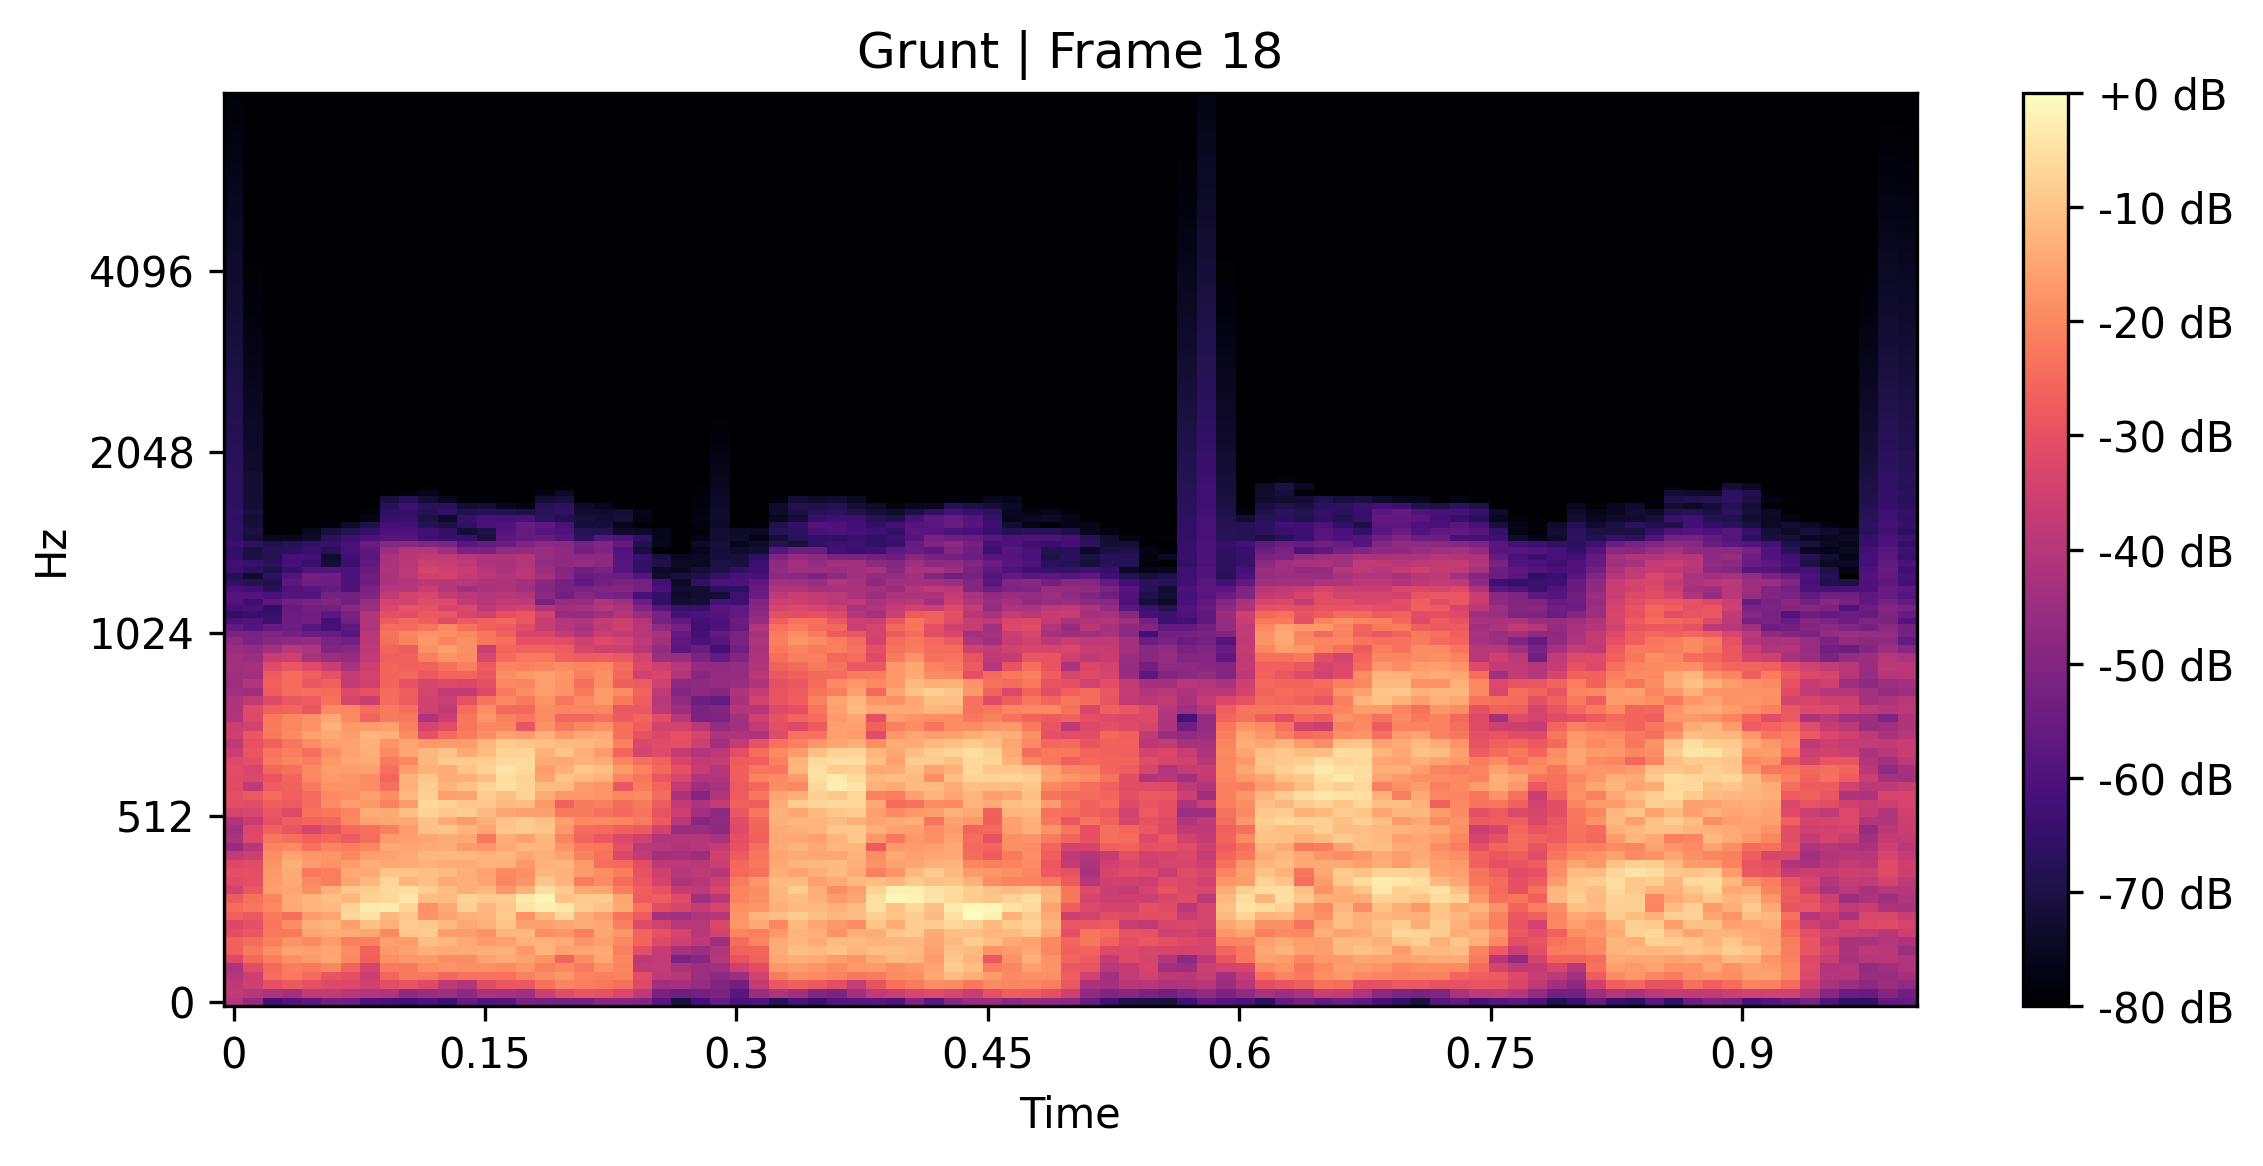 Grunt | Frame 18
+0 dB
-10 dB
-20 dB
-30 dB
-40 dB
-50 dB
-60 dB
-70 dB
-80 dB
4096
2048
1024
512
0
Hz
0 0.15 0.3 0.45 0.6 0.75 0.9
Time